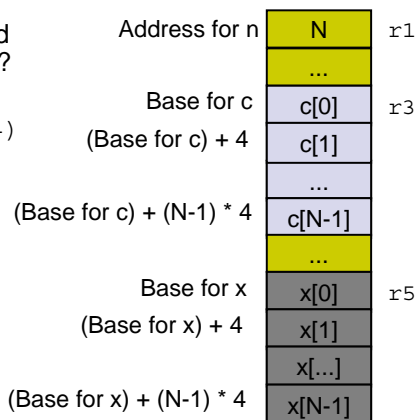 d
?
.)
Address for n N r1
...
Base for c c[0] r3
(Base for c) + 4 c[1]
...
(Base for c) + (N-1) * 4 c[N-1]
...
Base for x x[0] r5
(Base for x) + 4 x[1]
x[...]
(Base for x) + (N-1) * 4 x[N-1]